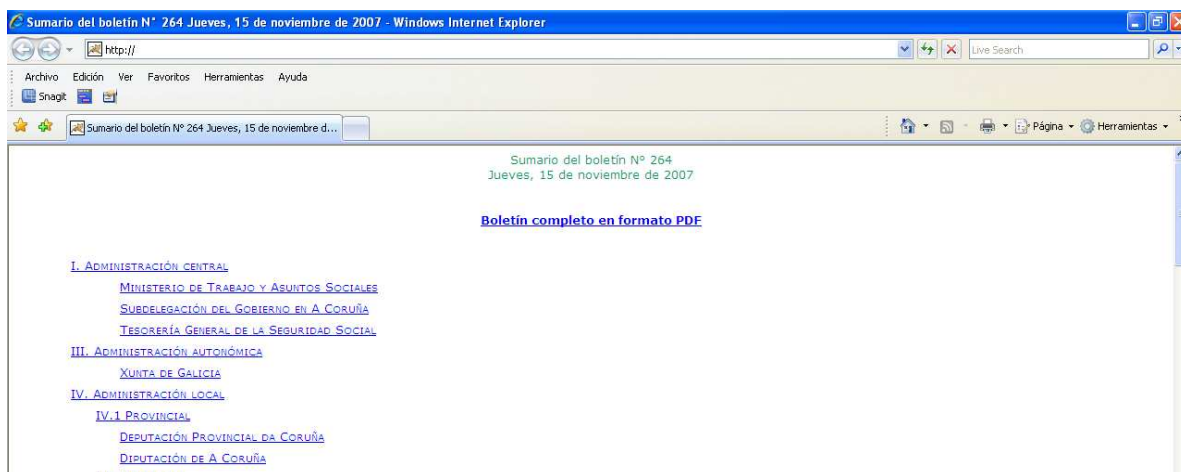 Sumario del boletín N° 264 Jueves, 15 de noviembre de 2007 - Windows Internet Explorer
http://
Live Search
Archivo Edición Ver Favoritos Herramientas Ayuda
Snagit
Sumario del boletín Nº 264 Jueves, 15 de noviembre d...
Página Herramientas
Sumario del boletín Nº 264
Jueves, 15 de noviembre de 2007
Boletín completo en formato PDF
I. Administración central
Ministerio de Trabajo y Asuntos Sociales
Subdelegación del Gobierno en A Coruña
Tesorería General de la Seguridad Social
III. Administración autonómica
Xunta de Galicia
IV. Administración local
IV.1 Provincial
Deputación Provincial da Coruña
Diputación de A Coruña